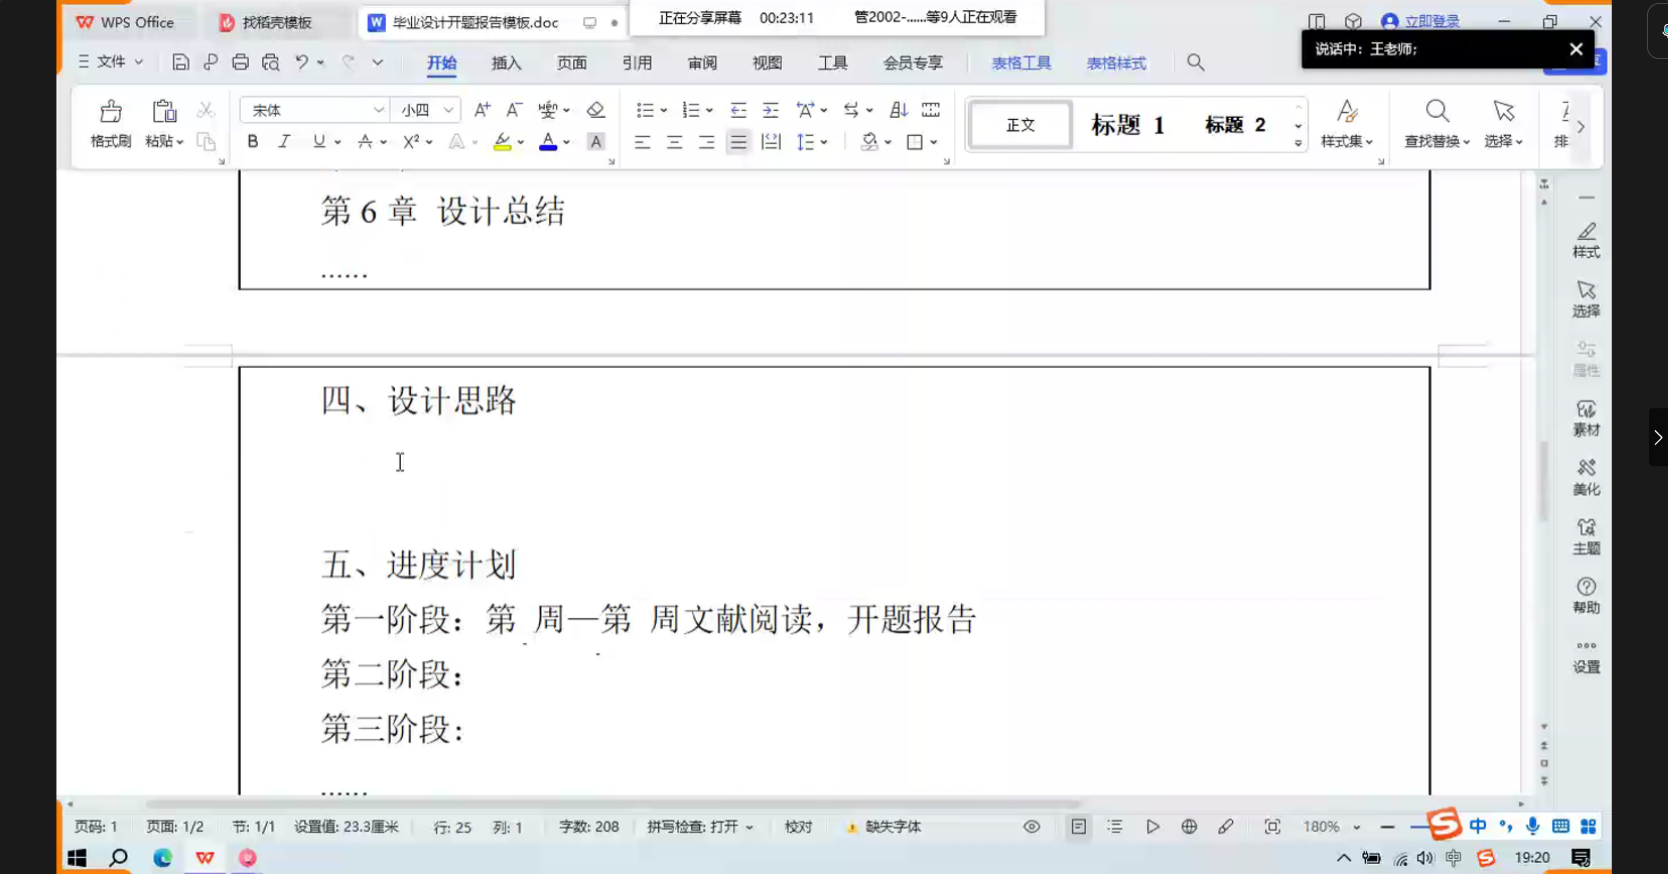 WPS Office
找稻壳模板
毕业设计开题报告模板.doc
正在分享屏幕 00:23:11 管2002-......等9人正在观看
立即登录
说话中: 王老师;
文件
开始 插入 页面 引用 审阅 视图 工具 会员专享 表格工具 表格样式
格式刷 粘贴
宋体 小四
正文 标题 1 标题 2
样式集 查找替换 选择 排
第 6 章 设计总结
......
四、设计思路
五、进度计划
第一阶段：第 周—第 周文献阅读，开题报告
第二阶段：
第三阶段：
......
样式
选择
属性
素材
美化
主题
帮助
设置
页码: 1 页面: 1/2 节: 1/1 设置值: 23.3厘米 行: 25 列: 1 字数: 208 拼写检查: 打开 校对 缺失字体 180% 中
中 19:20